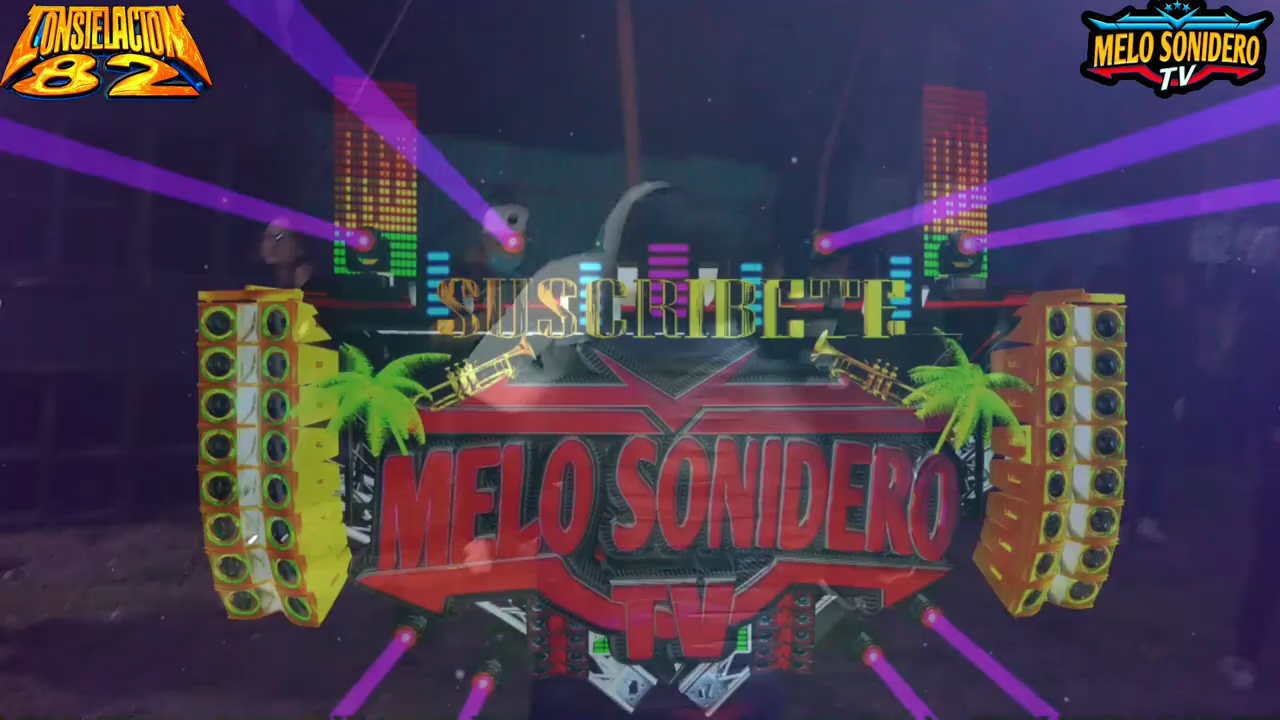 CONSTELACION
82
MELO SONIDERO
TV
SUSCRIBETE
MELO SONIDERO
TV